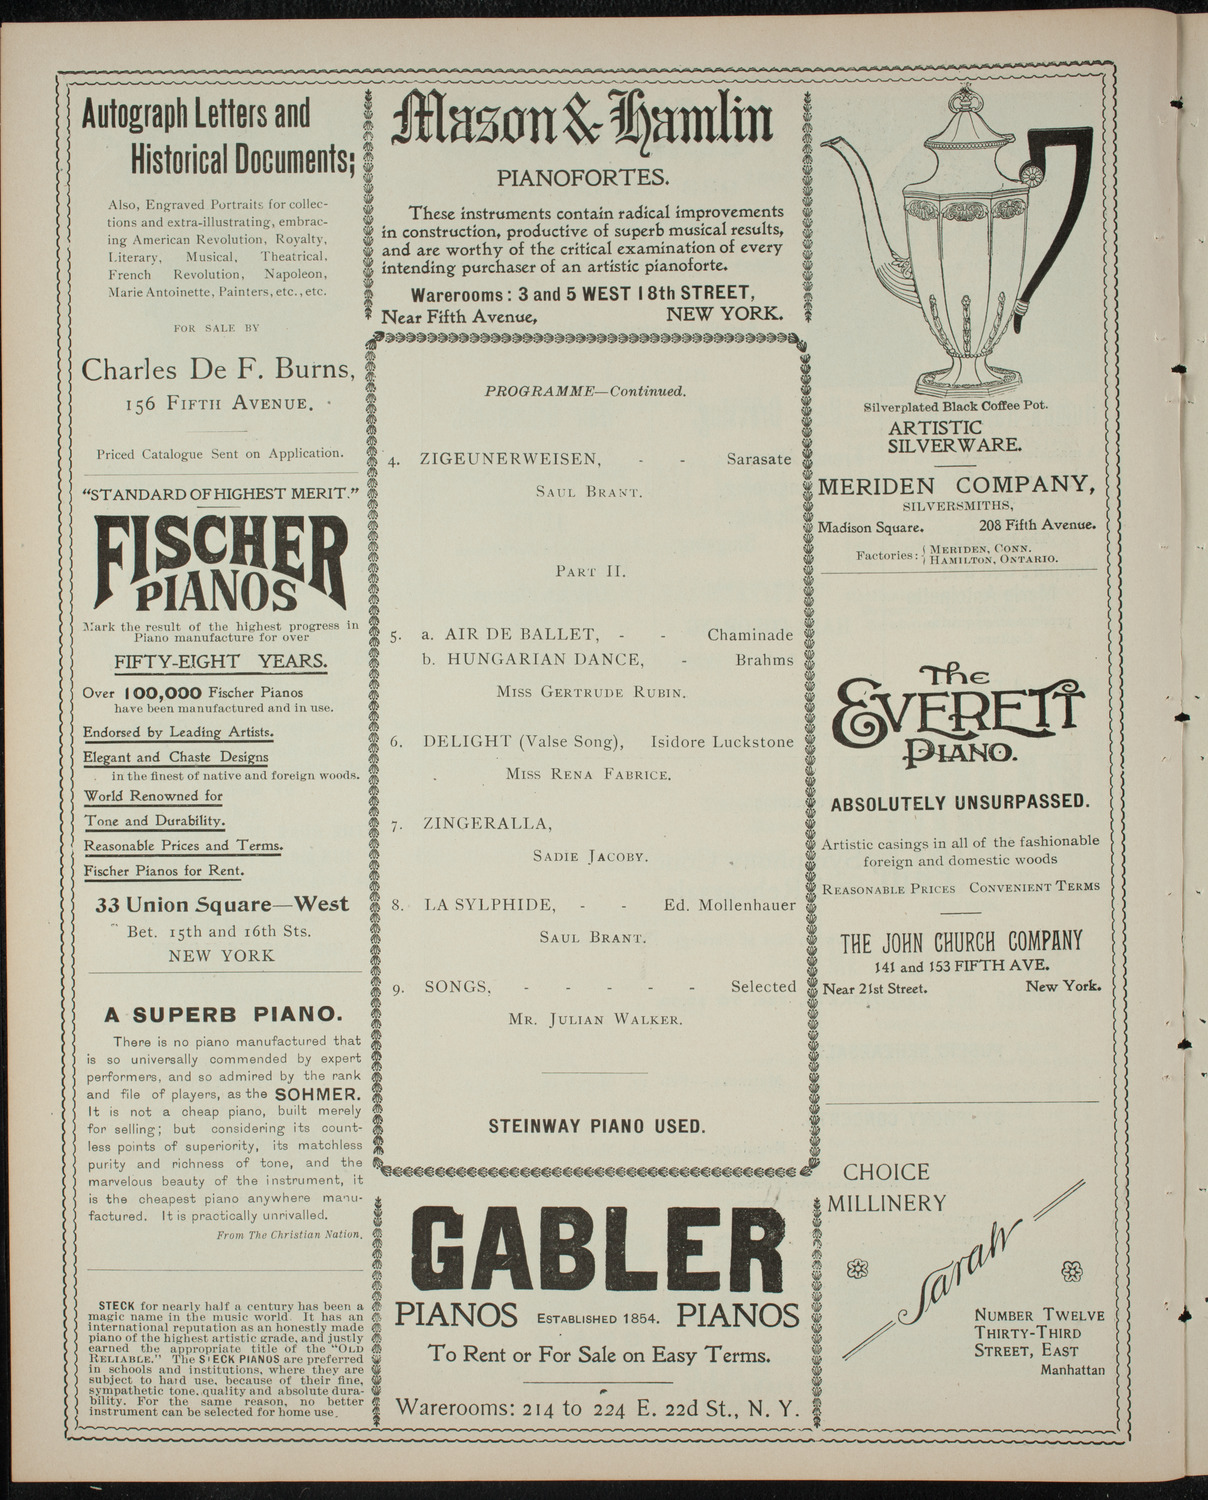 Autograph Letters and
Historical Documents;
Also, Engraved Portraits for collec-
tions and extra-illustrating, embrac-
ing American Revolution, Royalty,
Literary, Musical, Theatrical,
French Revolution, Napoleon,
Marie Antoinette, Painters, etc., etc.
FOR SALE BY
Charles De F. Burns,
156 FIFTH AVENUE.
Priced Catalogue Sent on Application.
"STANDARD OF HIGHEST MERIT."
FISCHER
PIANOS
Mark the result of the highest progress in
Piano manufacture for over
FIFTY-EIGHT YEARS.
Over 100,000 Fischer Pianos
have been manufactured and in use.
Endorsed by Leading Artists.
Elegant and Chaste Designs
in the finest of native and foreign woods.
World Renowned for
Tone and Durability.
Reasonable Prices and Terms.
Fischer Pianos for Rent.
33 Union Square—West
Bet. 15th and 16th Sts.
NEW YORK
A SUPERB PIANO.
There is no piano manufactured that
is so universally commended by expert
performers, and so admired by the rank
and file of players, as the SOHMER.
It is not a cheap piano, built merely
for selling; but considering its count-
less points of superiority, its matchless
purity and richness of tone, and the
marvelous beauty of the instrument, it
is the cheapest piano anywhere manu-
factured. It is practically unrivalled.
From The Christian Nation.
STECK for nearly half a century has been a
magic name in the music world. It has an
international reputation as an honestly made
piano of the highest artistic grade, and justly
earned the appropriate title of the "OLD
RELIABLE." The STECK PIANOS are preferred
in schools and institutions, where they are
subject to hard use, because of their fine,
sympathetic tone, quality and absolute dura-
bility. For the same reason, no better
instrument can be selected for home use.
Mason & Hamlin
PIANOFORTES.
These instruments contain radical improvements
in construction, productive of superb musical results,
and are worthy of the critical examination of every
intending purchaser of an artistic pianoforte.
Warerooms: 3 and 5 WEST 18th STREET,
Near Fifth Avenue, NEW YORK.
PROGRAMME—Continued.
4. ZIGEUNERWEISEN, - - Sarasate
SAUL BRANT.
PART II.
5. a. AIR DE BALLET, - - Chaminade
b. HUNGARIAN DANCE, - Brahms
MISS GERTRUDE RUBIN.
6. DELIGHT (Valse Song), Isidore Luckstone
MISS RENA FABRICE.
7. ZINGERALLA,
SADIE JACOBY.
8. LA SYLPHIDE, - - Ed. Mollenhauer
SAUL BRANT.
9. SONGS, - - - - - Selected
MR. JULIAN WALKER.
STEINWAY PIANO USED.
GABLER
PIANOS ESTABLISHED 1854. PIANOS
To Rent or For Sale on Easy Terms.
Warerooms: 214 to 224 E. 22d St., N. Y.
Silverplated Black Coffee Pot.
ARTISTIC
SILVERWARE.
MERIDEN COMPANY,
SILVERSMITHS,
Madison Square. 208 Fifth Avenue.
Factories: { MERIDEN, CONN.
HAMILTON, ONTARIO.
The
EVERETT
PIANO.
ABSOLUTELY UNSURPASSED.
Artistic casings in all of the fashionable
foreign and domestic woods
REASONABLE PRICES CONVENIENT TERMS
THE JOHN CHURCH COMPANY
141 and 153 FIFTH AVE.
Near 21st Street. New York.
CHOICE
MILLINERY
Sarah
NUMBER TWELVE
THIRTY-THIRD
STREET, EAST
Manhattan